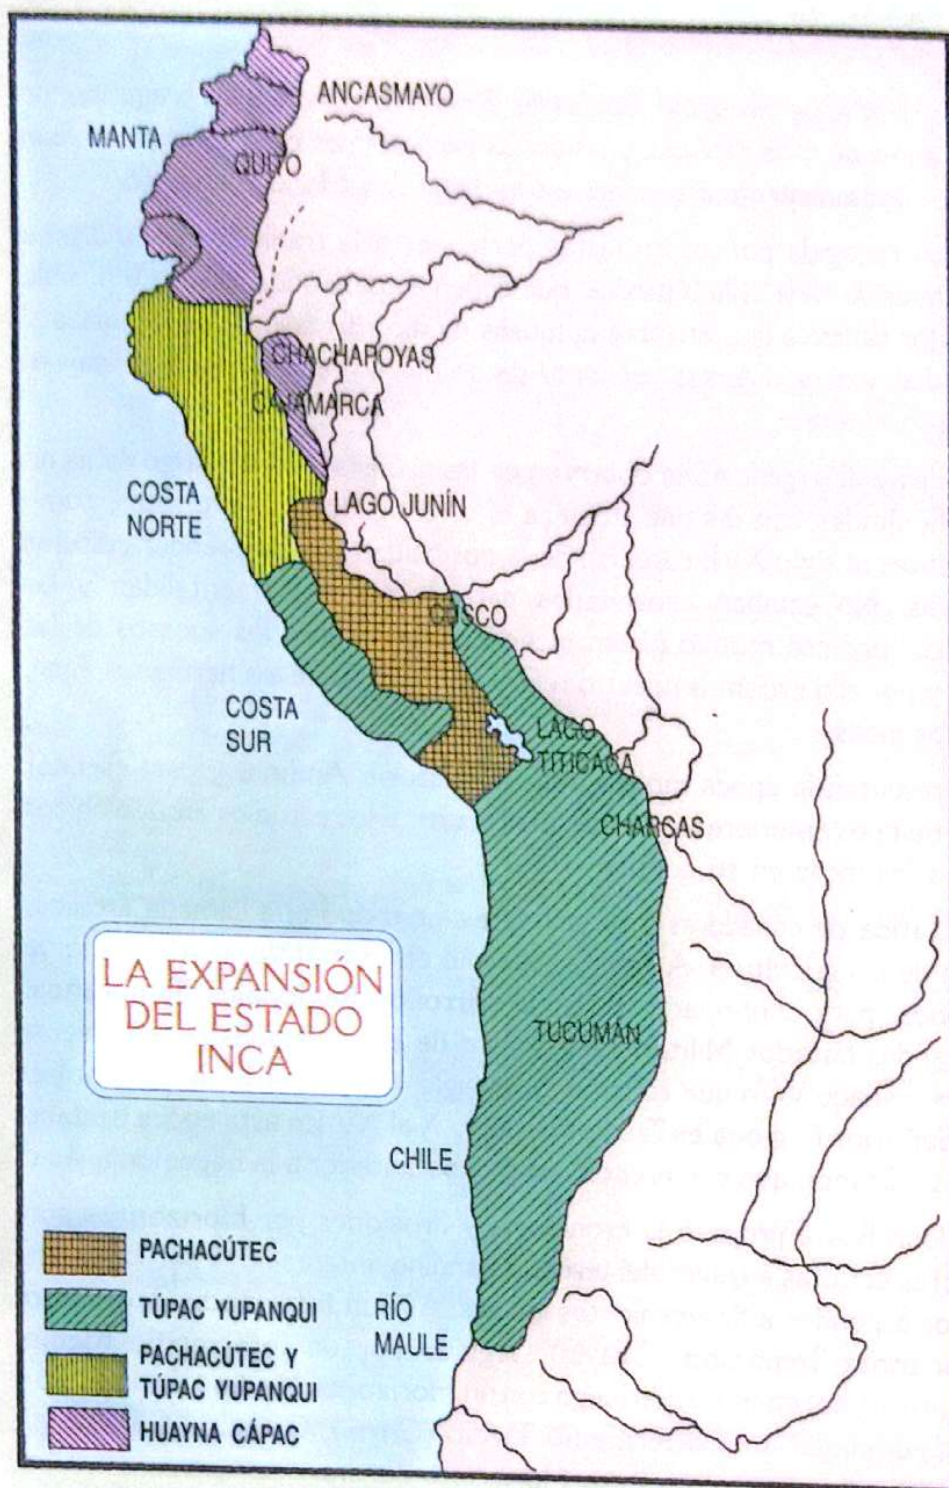 ANCASMAYO
MANTA
QUITO
CHACHAPOYAS
CAJAMARCA
COSTA
NORTE
LAGO JUNÍN
CUSCO
COSTA
SUR
LAGO
TITICACA
CHARCAS
LA EXPANSIÓN
DEL ESTADO
INCA
TUCUMÁN
CHILE
RÍO
MAULE
PACHACÚTEC
TÚPAC YUPANQUI
PACHACÚTEC Y
TÚPAC YUPANQUI
HUAYNA CÁPAC